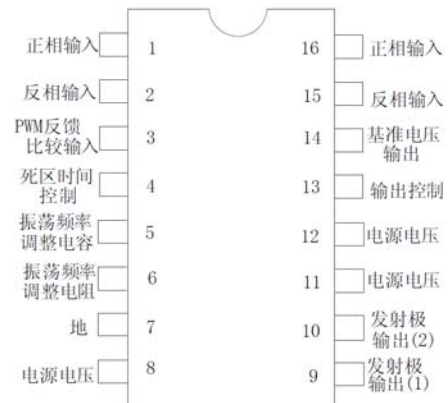 正相输入
1
16
正相输入
反相输入
2
15
反相输入
PWM反馈
比较输入
3
14
基准电压
输出
死区时间
控制
4
13
输出控制
振荡频率
调整电容
5
12
电源电压
振荡频率
调整电阻
6
11
电源电压
地
7
10
发射极
输出(2)
电源电压
8
9
发射极
输出(1)